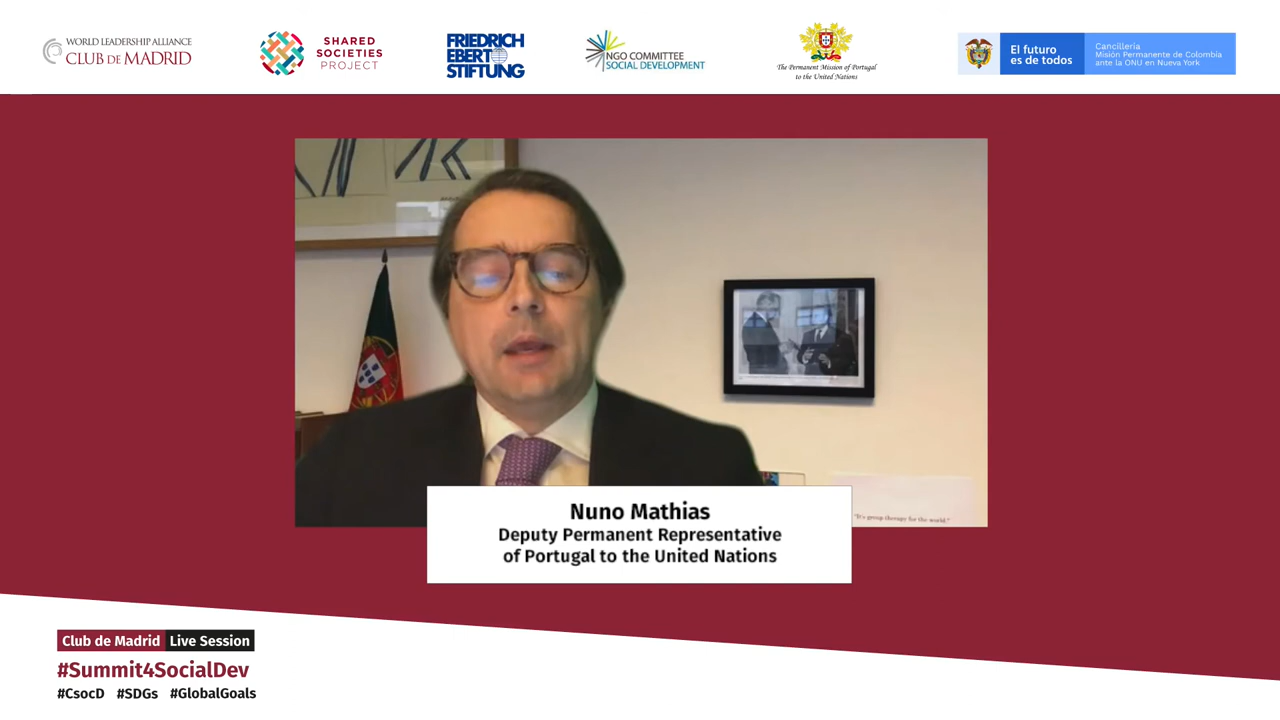 WORLD LEADERSHIP ALLIANCE
CLUB DE MADRID
SHARED
SOCIETIES
PROJECT
FRIEDRICH
EBERT
STIFTUNG
NGO COMMITTEE
SOCIAL DEVELOPMENT
The Permanent Mission of Portugal
to the United Nations
El futuro
es de todos
Cancillería
Misión Permanente de Colombia
ante la ONU en Nueva York
"It's group therapy for the world."
Nuno Mathias
Deputy Permanent Representative
of Portugal to the United Nations
Club de Madrid Live Session
#Summit4SocialDev
#CsocD #SDGs #GlobalGoals